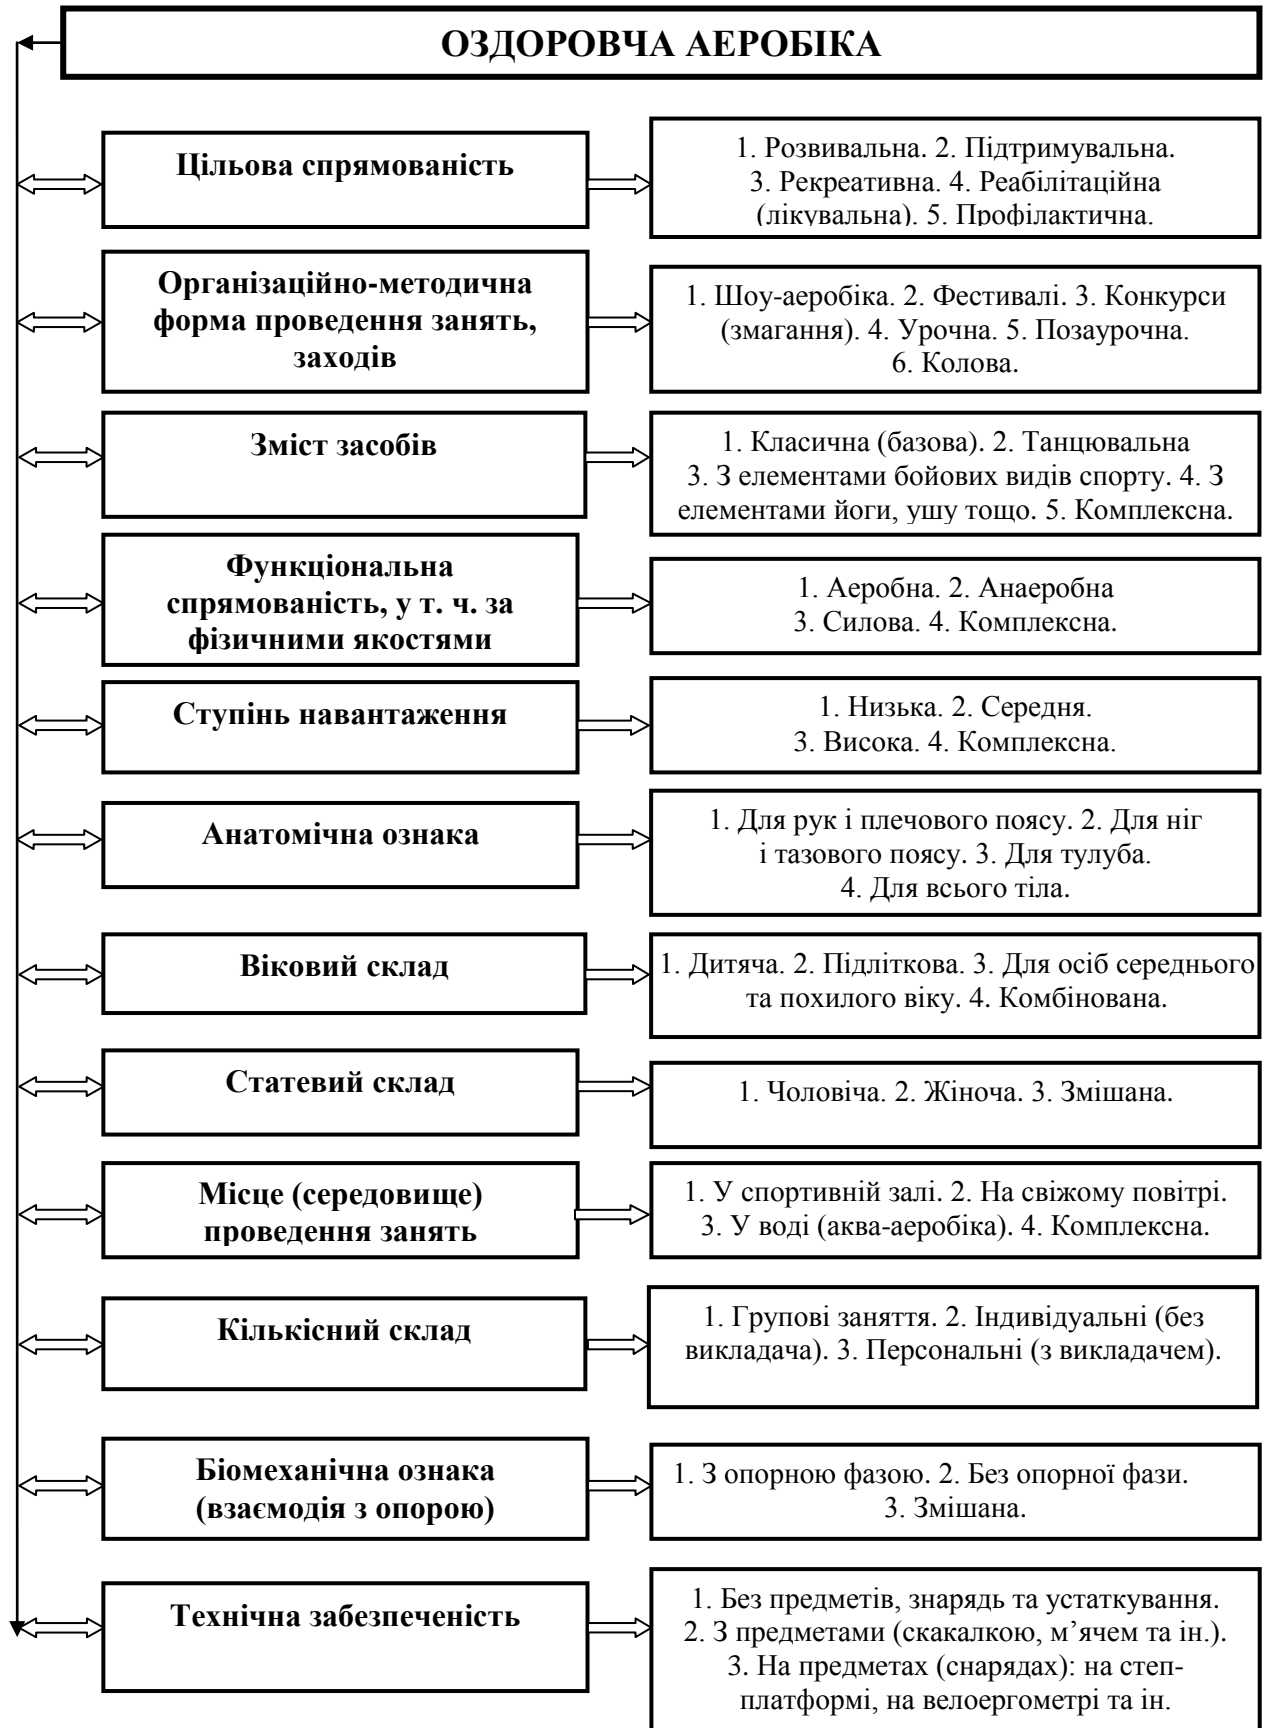 ОЗДОРОВЧА АЕРОБІКА
Цільова спрямованість
1. Розвивальна. 2. Підтримувальна.
3. Рекреативна. 4. Реабілітаційна
(лікувальна). 5. Профілактична.
Організаційно-методична
форма проведення занять,
заходів
1. Шоу-аеробіка. 2. Фестивалі. 3. Конкурси
(змагання). 4. Урочна. 5. Позаурочна.
6. Колова.
Зміст засобів
1. Класична (базова). 2. Танцювальна
3. З елементами бойових видів спорту. 4. З
елементами йоги, ушу тощо. 5. Комплексна.
Функціональна
спрямованість, у т. ч. за
фізичними якостями
1. Аеробна. 2. Анаеробна
3. Силова. 4. Комплексна.
Ступінь навантаження
1. Низька. 2. Середня.
3. Висока. 4. Комплексна.
Анатомічна ознака
1. Для рук і плечового поясу. 2. Для ніг
і тазового поясу. 3. Для тулуба.
4. Для всього тіла.
Віковий склад
1. Дитяча. 2. Підліткова. 3. Для осіб середнього
та похилого віку. 4. Комбінована.
Статевий склад
1. Чоловіча. 2. Жіноча. 3. Змішана.
Місце (середовище)
проведення занять
1. У спортивній залі. 2. На свіжому повітрі.
3. У воді (аква-аеробіка). 4. Комплексна.
Кількісний склад
1. Групові заняття. 2. Індивідуальні (без
викладача). 3. Персональні (з викладачем).
Біомеханічна ознака
(взаємодія з опорою)
1. З опорною фазою. 2. Без опорної фази.
3. Змішана.
Технічна забезпеченість
1. Без предметів, знарядь та устаткування.
2. З предметами (скакалкою, м’ячем та ін.).
3. На предметах (снарядах): на степ-
платформі, на велоергометрі та ін.